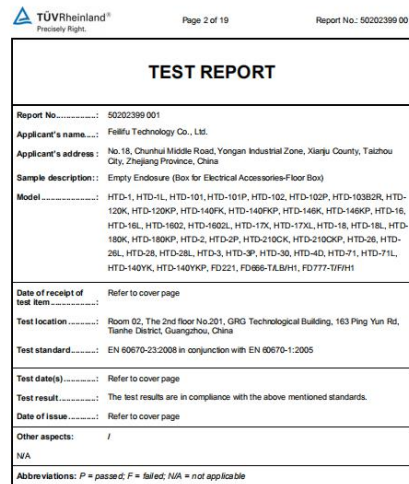 TÜVRheinland®
Precisely Right.
Page 2 of 19
Report No.: 50202399 001
TEST REPORT
Report No..............: 50202399 001
Applicant's name....: Feilifu Technology Co., Ltd.
Applicant's address : No.18, Chunhui Middle Road, Yongan Industrial Zone, Xianju County, Taizhou
City, Zhejiang Province, China
Sample description:: Empty Enclosure (Box for Electrical Accessories-Floor Box)
Model.....................: HTD-1, HTD-1L, HTD-101, HTD-101P, HTD-102, HTD-102P, HTD-103B2R, HTD-
120K, HTD-120KP, HTD-140FK, HTD-140FKP, HTD-146K, HTD-146KP, HTD-16,
HTD-16L, HTD-1602, HTD-1602L, HTD-17X, HTD-17XL, HTD-18, HTD-18L, HTD-
180K, HTD-180KP, HTD-2, HTD-2P, HTD-210CK, HTD-210CKP, HTD-26, HTD-
26L, HTD-28, HTD-28L, HTD-3, HTD-3P, HTD-30, HTD-4D, HTD-71, HTD-71L,
HTD-140YK, HTD-140YKP, FD221, FD666-T/LB/H1, FD777-T/F/H1
Date of receipt of
test item.................: Refer to cover page
Test location..........: Room 02, The 2nd floor No.201, GRG Technological Building, 163 Ping Yun Rd,
Tianhe District, Guangzhou, China
Test standard..........: EN 60670-23:2008 in conjunction with EN 60670-1:2005
Test date(s).............: Refer to cover page
Test result...............: The test results are in compliance with the above mentioned standards.
Date of issue...........: Refer to cover page
Other aspects: /
N/A
Abbreviations: P = passed; F = failed; N/A = not applicable